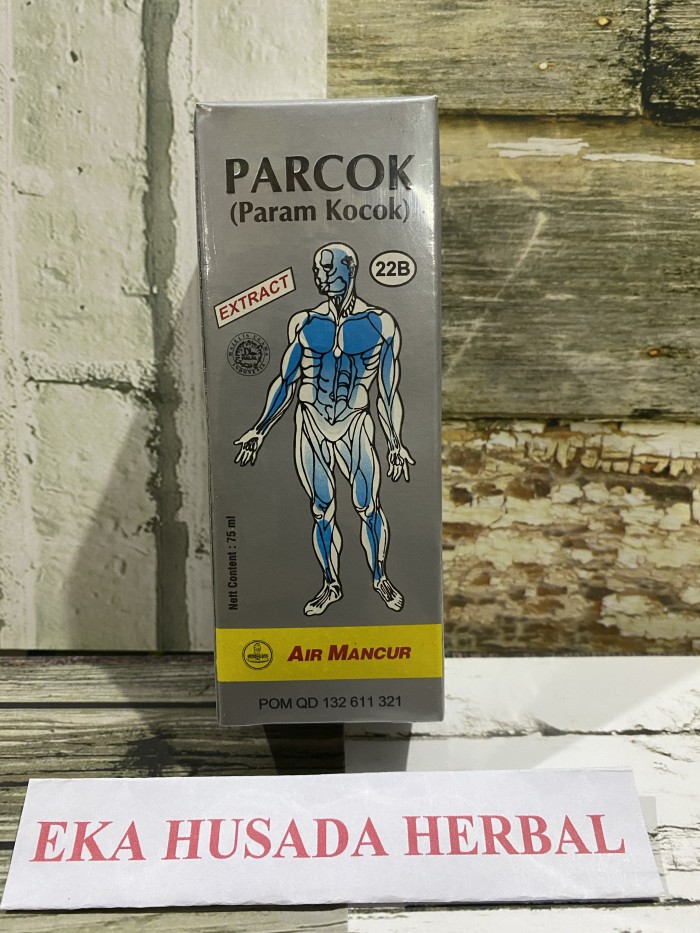 PARCOK
(Param Kocok)
22B
EXTRACT
Nett Content : 75 ml
AIR MANCUR
POM QD 132 611 321
EKA HUSADA HERBAL